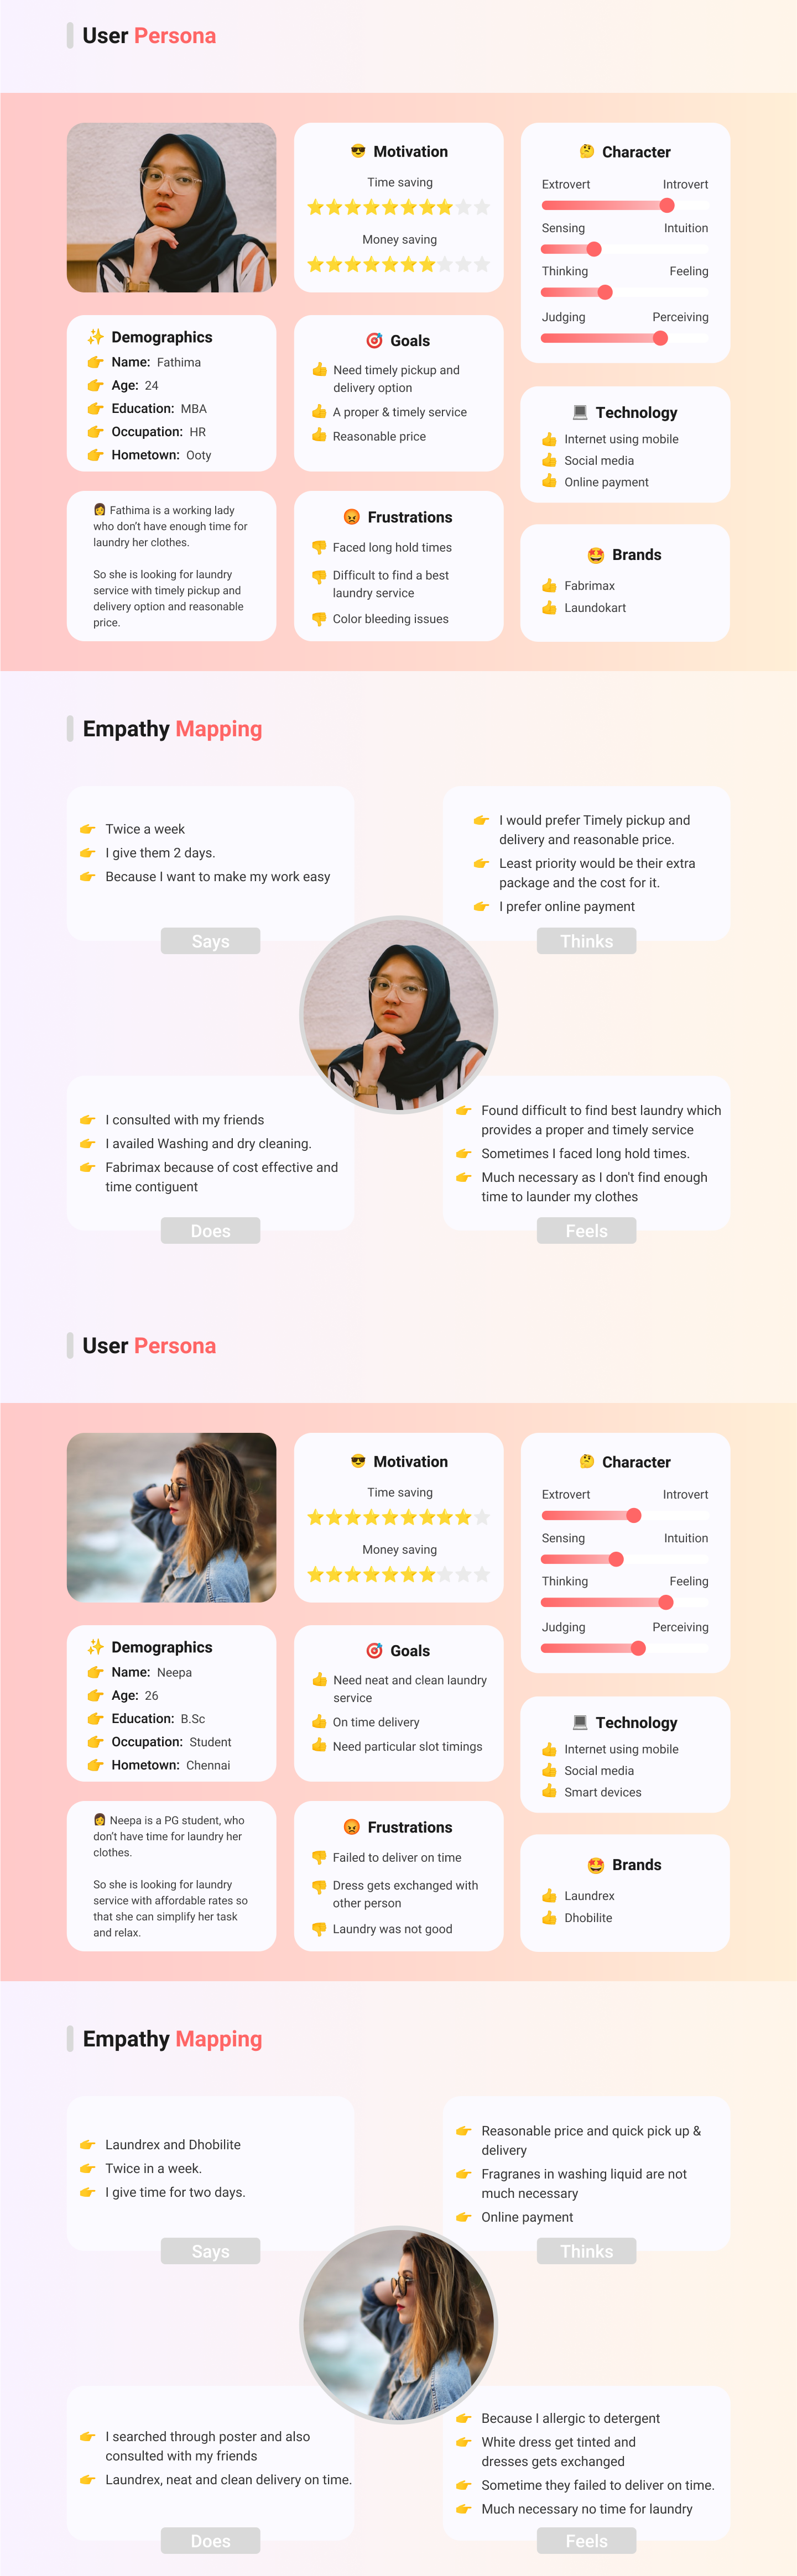 User Persona
😎 Motivation
Time saving
⭐⭐⭐⭐⭐⭐⭐⭐
Money saving
⭐⭐⭐⭐⭐⭐⭐
🤔 Character
Extrovert Introvert
Sensing Intuition
Thinking Feeling
Judging Perceiving
✨ Demographics
👉 Name: Fathima
👉 Age: 24
👉 Education: MBA
👉 Occupation: HR
👉 Hometown: Ooty
🎯 Goals
👍 Need timely pickup and
delivery option
👍 A proper & timely service
👍 Reasonable price
💻 Technology
👍 Internet using mobile
👍 Social media
👍 Online payment
👩 Fathima is a working lady
who don't have enough time for
laundry her clothes.
So she is looking for laundry
service with timely pickup and
delivery option and reasonable
price.
😡 Frustrations
👎 Faced long hold times
👎 Difficult to find a best
laundry service
👎 Color bleeding issues
🤩 Brands
👍 Fabrimax
👍 Laundokart
Empathy Mapping
👉 Twice a week
👉 I give them 2 days.
👉 Because I want to make my work easy
Says
👉 I would prefer Timely pickup and
delivery and reasonable price.
👉 Least priority would be their extra
package and the cost for it.
👉 I prefer online payment
Thinks
👉 I consulted with my friends
👉 I availed Washing and dry cleaning.
👉 Fabrimax because of cost effective and
time contiguent
Does
👉 Found difficult to find best laundry which
provides a proper and timely service
👉 Sometimes I faced long hold times.
👉 Much necessary as I don't find enough
time to launder my clothes
Feels
User Persona
😎 Motivation
Time saving
⭐⭐⭐⭐⭐⭐⭐⭐⭐
Money saving
⭐⭐⭐⭐⭐⭐⭐
🤔 Character
Extrovert Introvert
Sensing Intuition
Thinking Feeling
Judging Perceiving
✨ Demographics
👉 Name: Neepa
👉 Age: 26
👉 Education: B.Sc
👉 Occupation: Student
👉 Hometown: Chennai
🎯 Goals
👍 Need neat and clean laundry
service
👍 On time delivery
👍 Need particular slot timings
💻 Technology
👍 Internet using mobile
👍 Social media
👍 Smart devices
👩 Neepa is a PG student, who
don't have time for laundry her
clothes.
So she is looking for laundry
service with affordable rates so
that she can simplify her task
and relax.
😡 Frustrations
👎 Failed to deliver on time
👎 Dress gets exchanged with
other person
👎 Laundry was not good
🤩 Brands
👍 Laundrex
👍 Dhobilite
Empathy Mapping
👉 Laundrex and Dhobilite
👉 Twice in a week.
👉 I give time for two days.
Says
👉 Reasonable price and quick pick up &
delivery
👉 Fragranes in washing liquid are not
much necessary
👉 Online payment
Thinks
👉 I searched through poster and also
consulted with my friends
👉 Laundrex, neat and clean delivery on time.
Does
👉 Because I allergic to detergent
👉 White dress get tinted and
dresses gets exchanged
👉 Sometime they failed to deliver on time.
👉 Much necessary no time for laundry
Feels